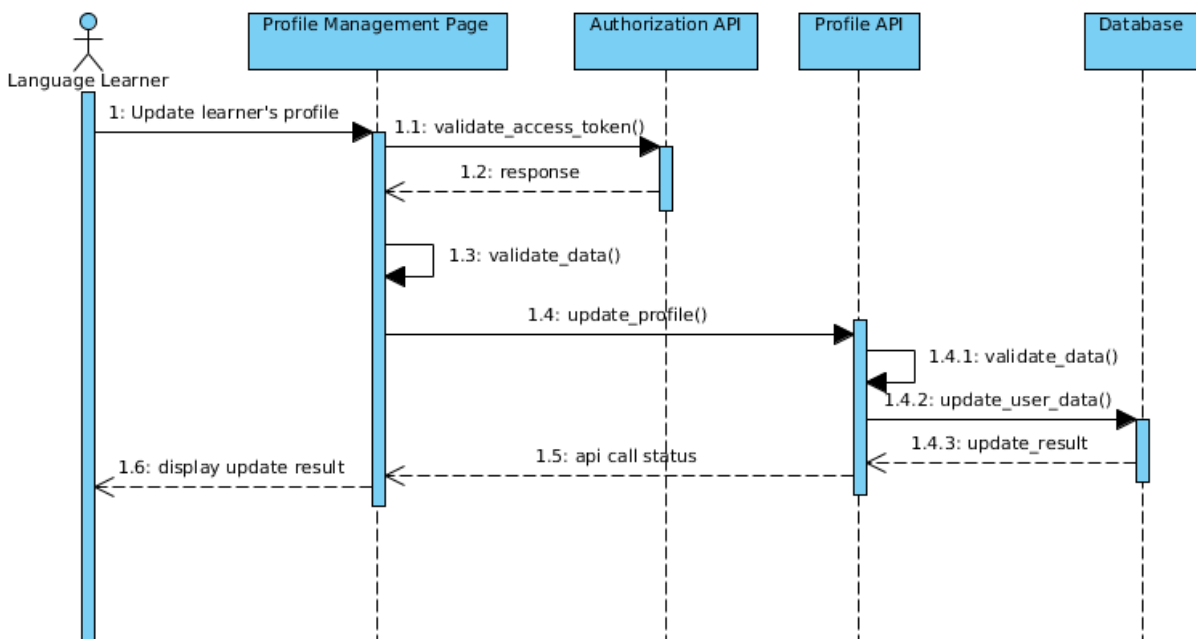 Profile Management Page
Authorization API
Profile API
Database
Language Learner
1: Update learner's profile
1.1: validate_access_token()
1.2: response
1.3: validate_data()
1.4: update_profile()
1.4.1: validate_data()
1.4.2: update_user_data()
1.4.3: update_result
1.5: api call status
1.6: display update result